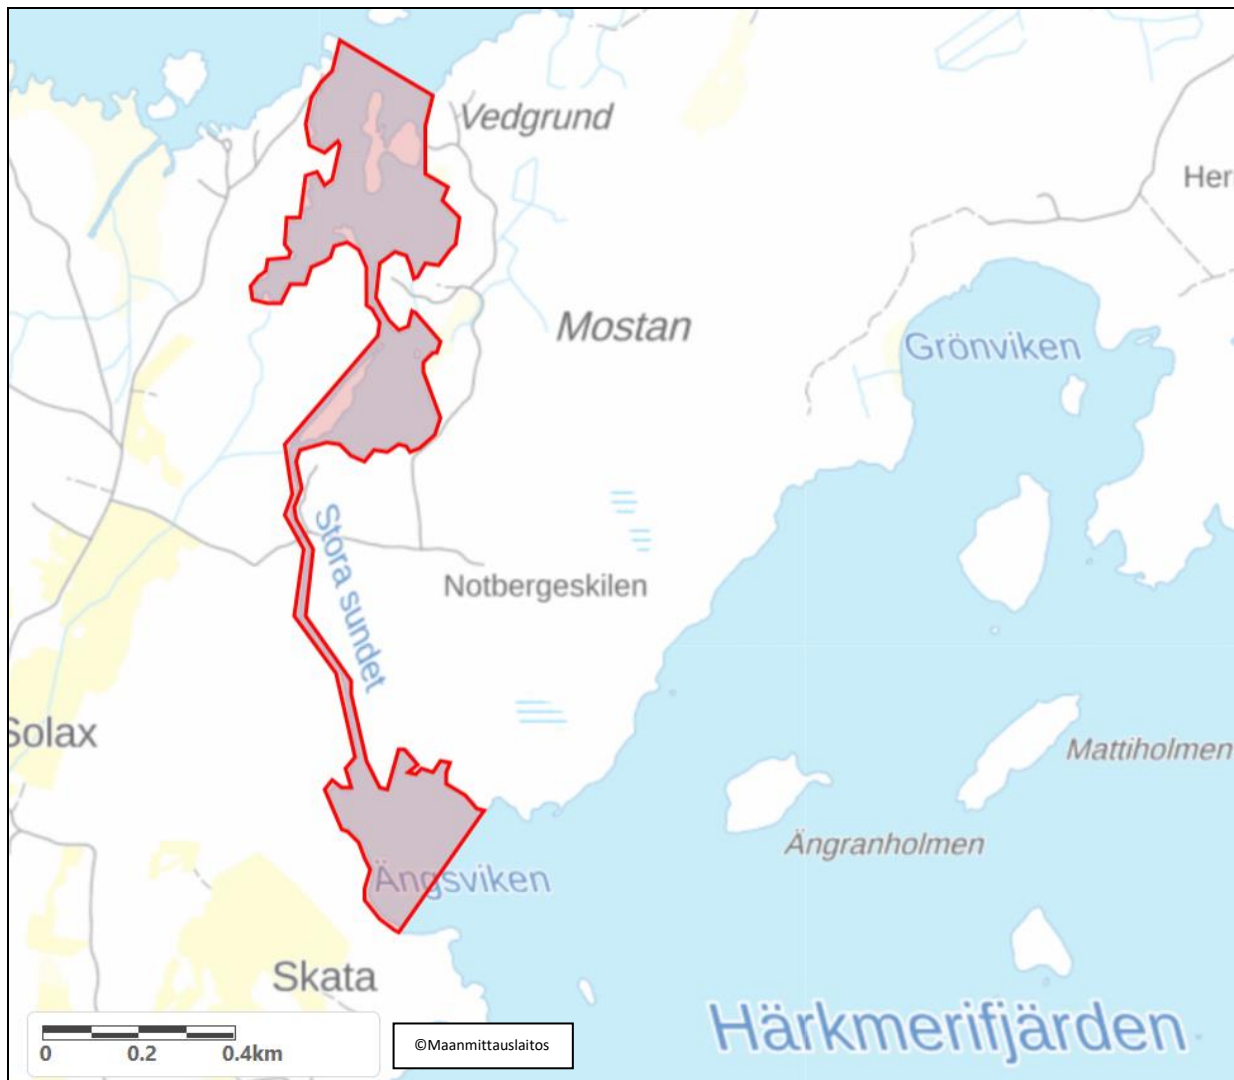 Vedgrund
Her
Mostan
Grönviken
Stora sundet
Notbergeskilen
Solax
Mattiholmen
Ängranholmen
Ängsviken
Skata
Härkmerifjärden
0 0.2 0.4km
©Maanmittauslaitos